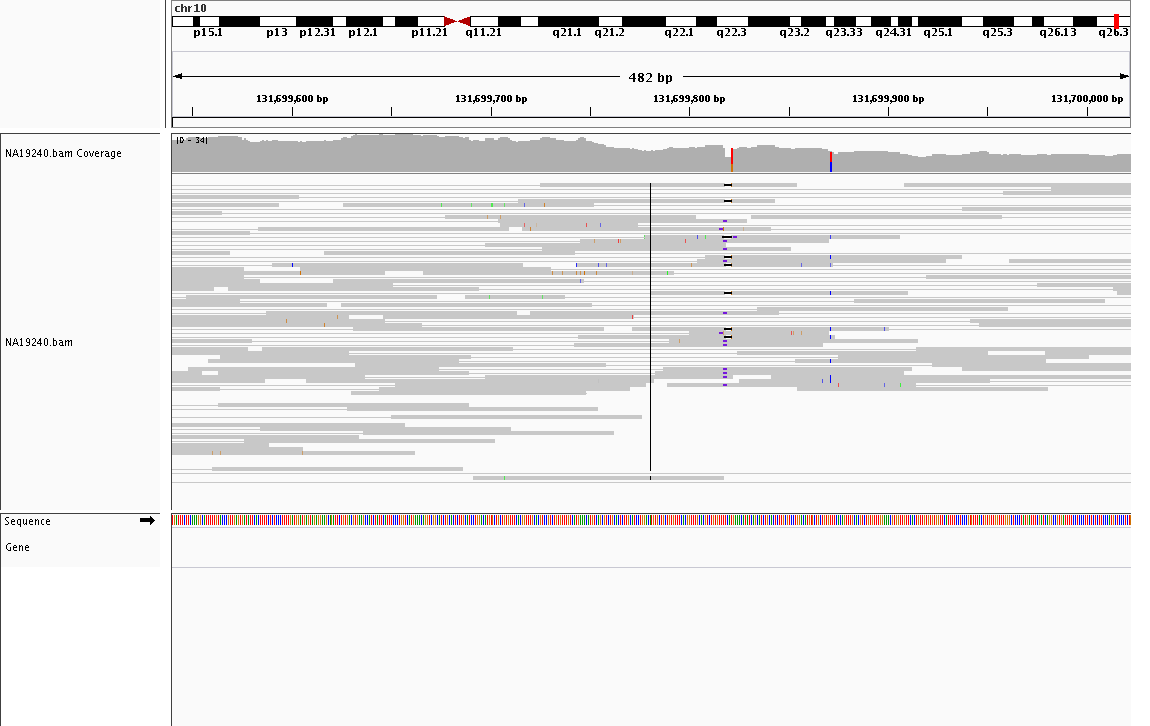 chr10
p15.1 p13 p12.31 p12.1 p11.21 q11.21 q21.1 q21.2 q22.1 q22.3 q23.2 q23.33 q24.31 q25.1 q25.3 q26.13 q26.3
482 bp
131,699,600 bp 131,699,700 bp 131,699,800 bp 131,699,900 bp 131,700,000 bp
[0 - 34]
NA19240.bam Coverage
NA19240.bam
Sequence
Gene